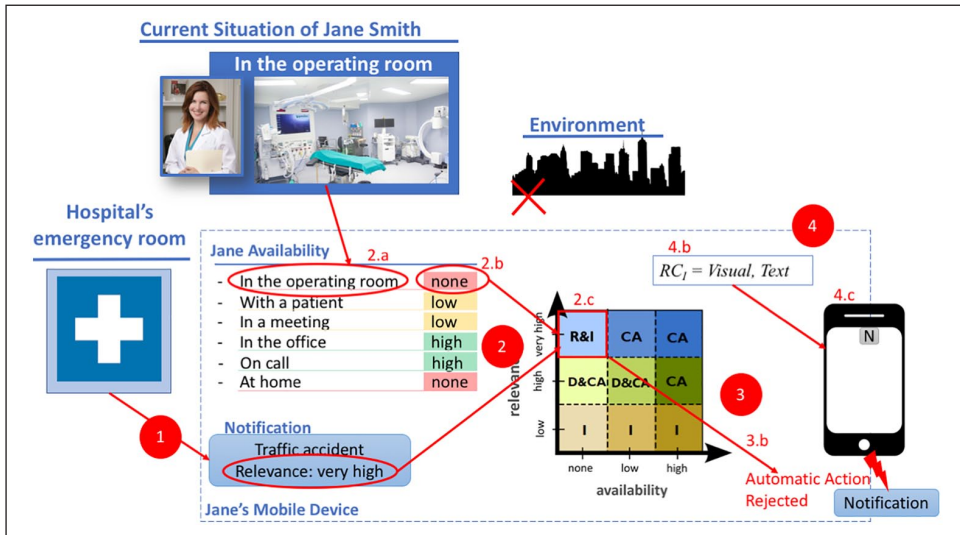 Current Situation of Jane Smith
In the operating room
Environment
Hospital's
emergency room
4
Jane Availability
2.a
- In the operating room none
- With a patient low
- In a meeting low
- In the office high
- On call high
- At home none
2.b
2
1
Notification
Traffic accident
Relevance: very high
Jane's Mobile Device
2.c
relevance
very high
high
low
R&I CA CA
D&CA D&CA CA
I I I
none low high
availability
3
3.b
Automatic Action
Rejected
4.b
RC_I = Visual, Text
4.c
N
Notification